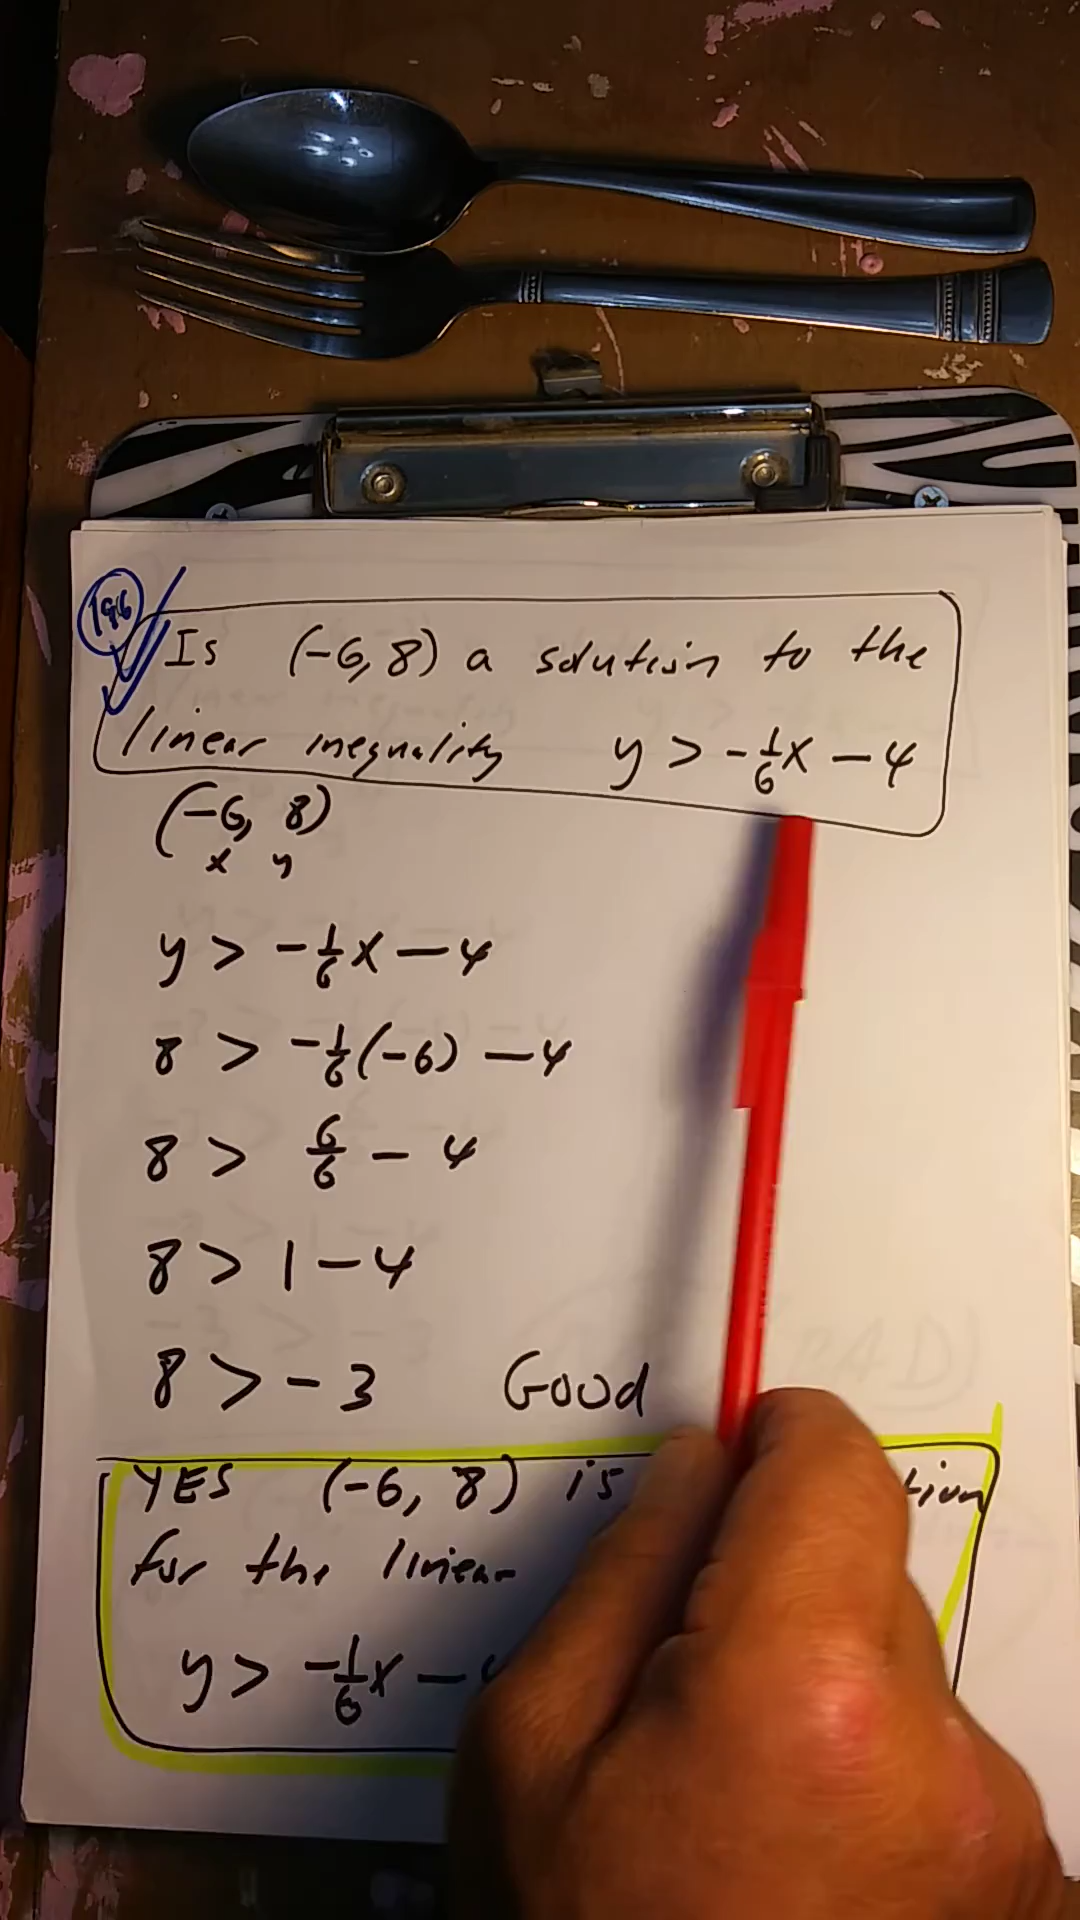 196
Is (-6, 8) a solution to the
linear inequality y > -1/6x - 4
(-6, 8)
x y
y > -1/6x - 4
8 > -1/6(-6) - 4
8 > 6/6 - 4
8 > 1 - 4
8 > -3 Good
YES (-6, 8) is tion
for the linear
y > -1/6x -